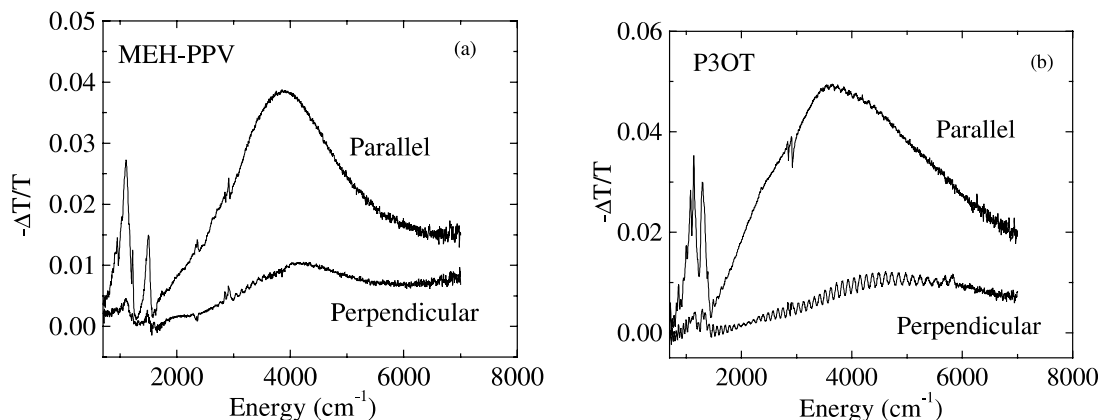 0.05
MEH-PPV
(a)
0.04
Parallel
0.03
-ΔT/T
0.02
0.01
0.00
Perpendicular
2000 4000 6000 8000
Energy (cm⁻¹)
0.06
P3OT
(b)
Parallel
0.04
-ΔT/T
0.02
0.00
Perpendicular
2000 4000 6000 8000
Energy (cm⁻¹)